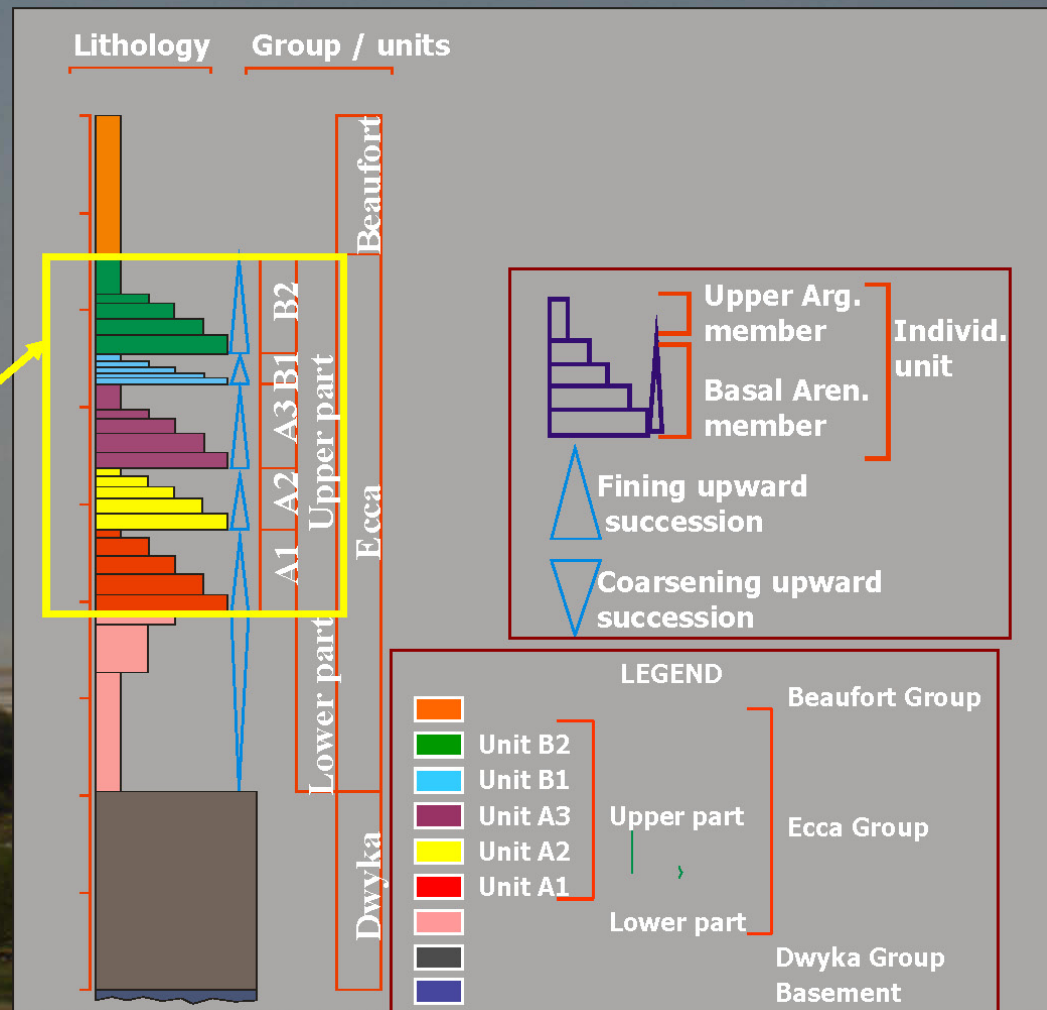 Lithology
Group / units
Beaufort
B2
B1
A3
A2
A1
Upper part
Lower part
Ecca
Dwyka
Upper Arg.
member
Basal Aren.
member
Individ.
unit
Fining upward
succession
Coarsening upward
succession
LEGEND
Beaufort Group
Unit B2
Unit B1
Unit A3
Upper part
Ecca Group
Unit A2
Unit A1
Lower part
Dwyka Group
Basement